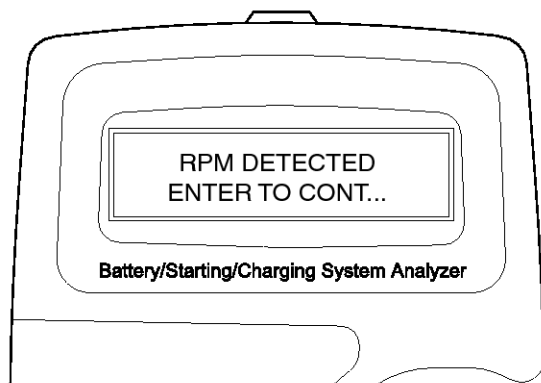 RPM DETECTED
ENTER TO CONT...
Battery/Starting/Charging System Analyzer